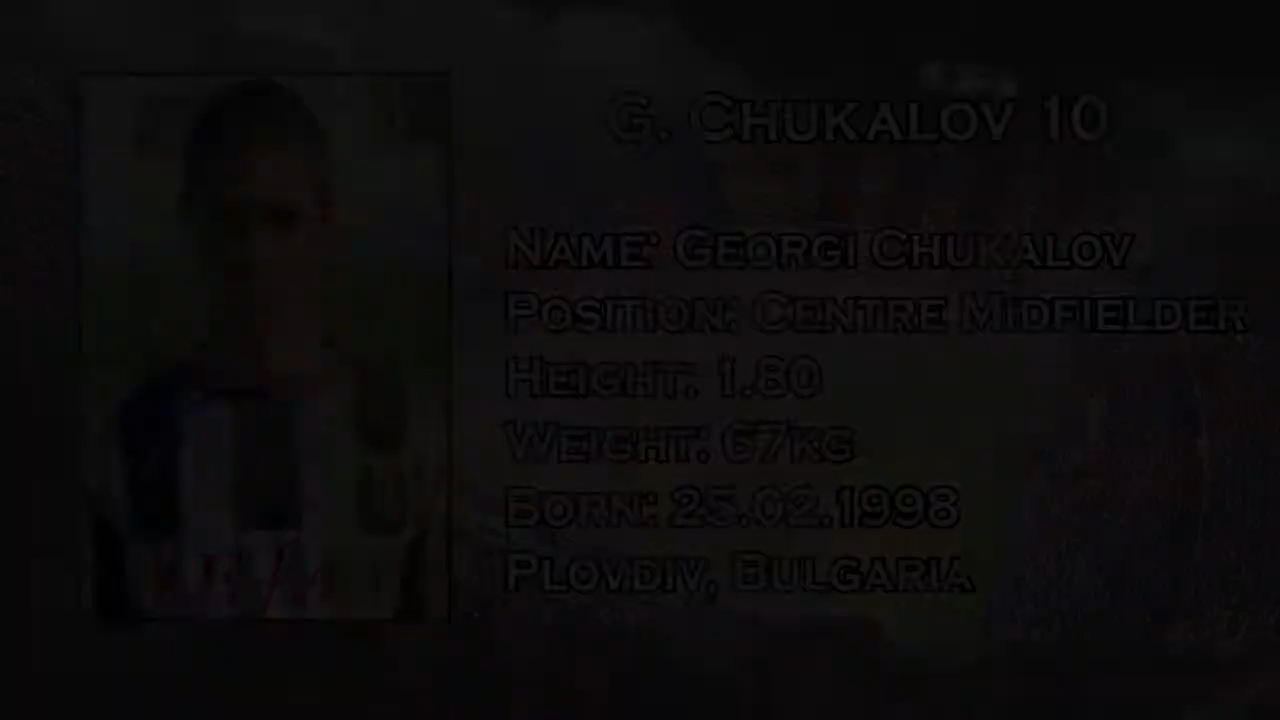 G. CHUKALOV 10
NAME: GEORGI CHUKALOV
POSITION: CENTRE MIDFIELDER
HEIGHT: 1.80
WEIGHT: 67KG
BORN: 25.02.1998
PLOVDIV, BULGARIA